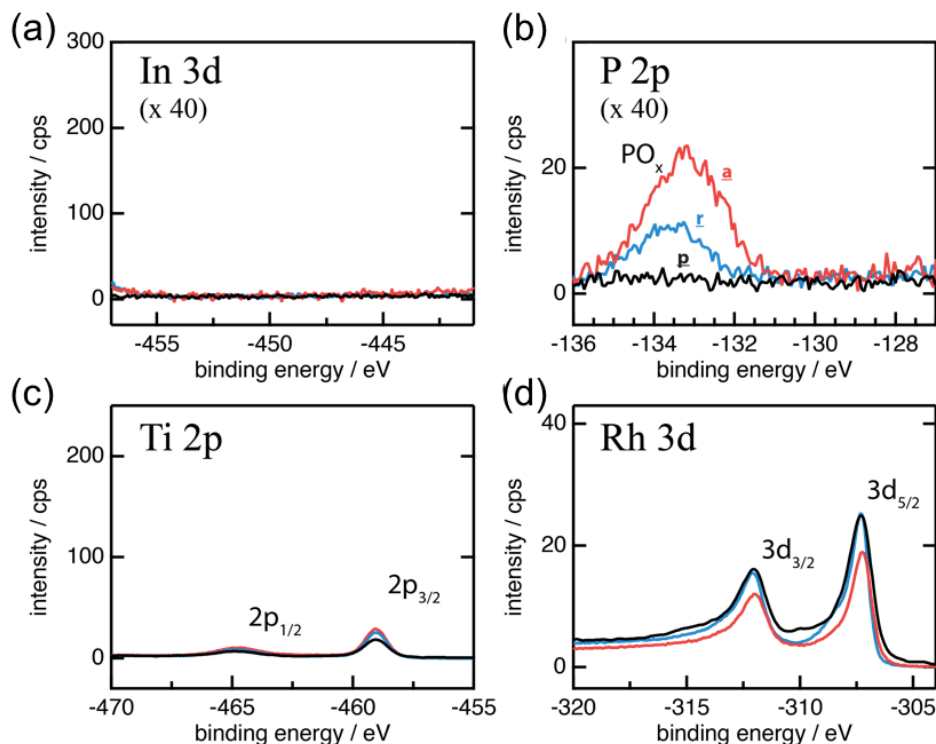 (a)
300
200
100
0
intensity / cps
In 3d
(x 40)
-455
-450
-445
binding energy / eV
(b)
20
0
intensity / cps
P 2p
(x 40)
POx
a
r
p
-136
-134
-132
-130
-128
binding energy / eV
(c)
200
100
0
intensity / cps
Ti 2p
2p1/2
2p3/2
-470
-465
-460
-455
binding energy / eV
(d)
40
20
0
intensity / cps
Rh 3d
3d3/2
3d5/2
-320
-315
-310
-305
binding energy / eV